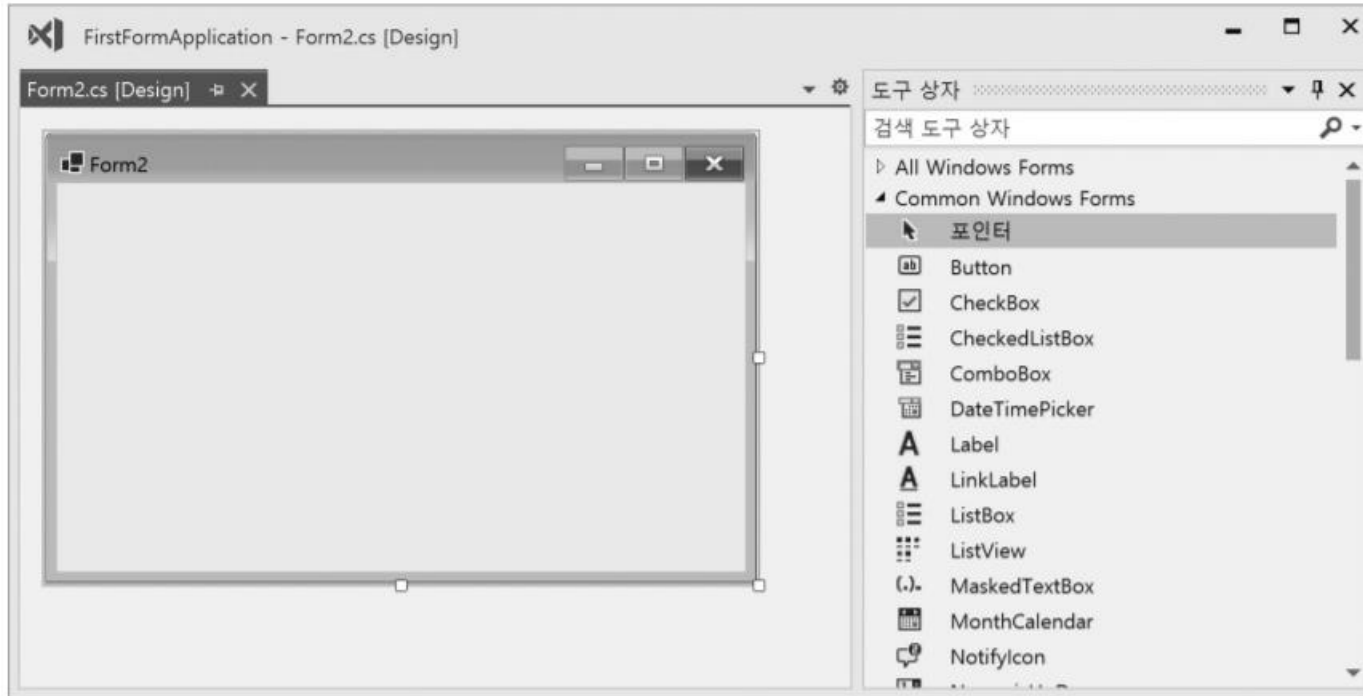 FirstFormApplication - Form2.cs [Design]
Form2.cs [Design]
Form2
도구 상자
검색 도구 상자
All Windows Forms
Common Windows Forms
포인터
Button
CheckBox
CheckedListBox
ComboBox
DateTimePicker
Label
LinkLabel
ListBox
ListView
MaskedTextBox
MonthCalendar
NotifyIcon